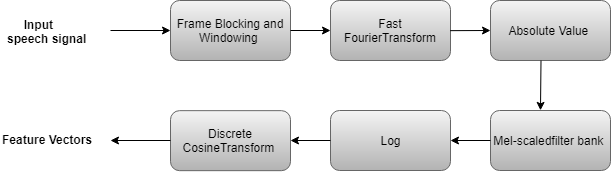 Input
speech signal
Frame Blocking and
Windowing
Fast
FourierTransform
Absolute Value
Feature Vectors
Discrete
CosineTransform
Log
Mel-scaledfilter bank